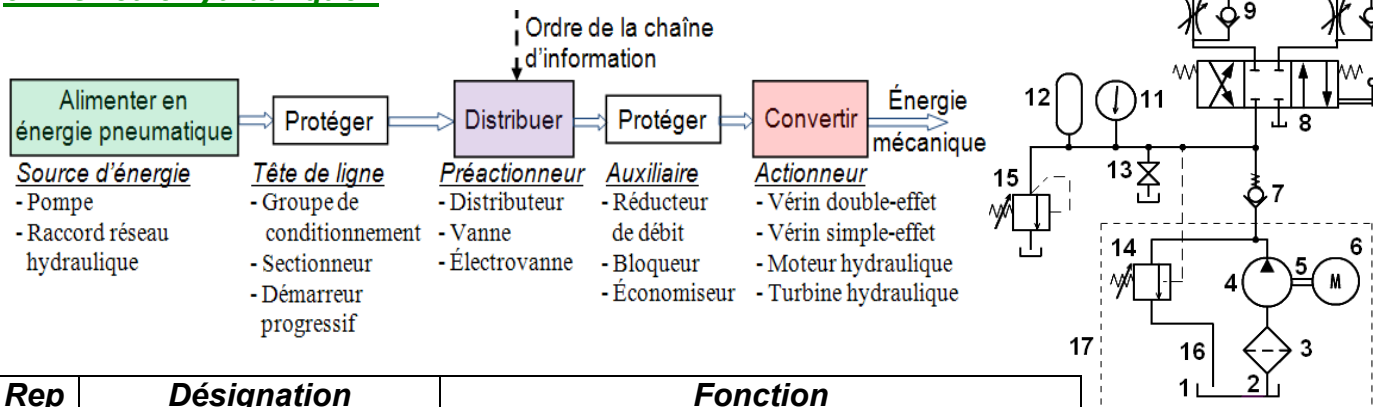 Ordre de la chaîne
d'information
Alimenter en
énergie pneumatique
Protéger
Distribuer
Protéger
Convertir
Énergie
mécanique
Source d'énergie
- Pompe
- Raccord réseau
hydraulique
Tête de ligne
- Groupe de
conditionnement
- Sectionneur
- Démarreur
progressif
Préactionneur
- Distributeur
- Vanne
- Électrovanne
Auxiliaire
- Réducteur
de débit
- Bloqueur
- Économiseur
Actionneur
- Vérin double-effet
- Vérin simple-effet
- Moteur hydraulique
- Turbine hydraulique
9
12
11
8
13
15
7
14
6
5
4
M
17
16
3
1
2
Rep Désignation Fonction